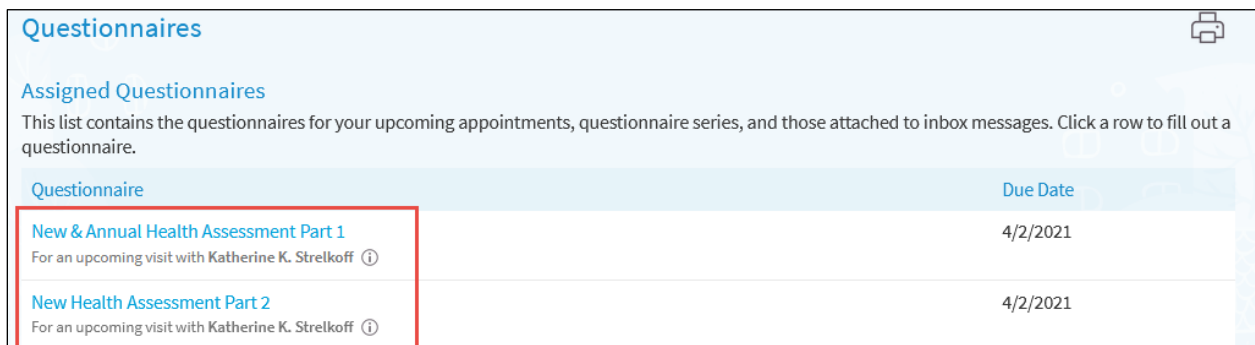 Questionnaires
Assigned Questionnaires
This list contains the questionnaires for your upcoming appointments, questionnaire series, and those attached to inbox messages. Click a row to fill out a
questionnaire.
Questionnaire Due Date
New & Annual Health Assessment Part 1 4/2/2021
For an upcoming visit with Katherine K. Strelkoff
New Health Assessment Part 2 4/2/2021
For an upcoming visit with Katherine K. Strelkoff